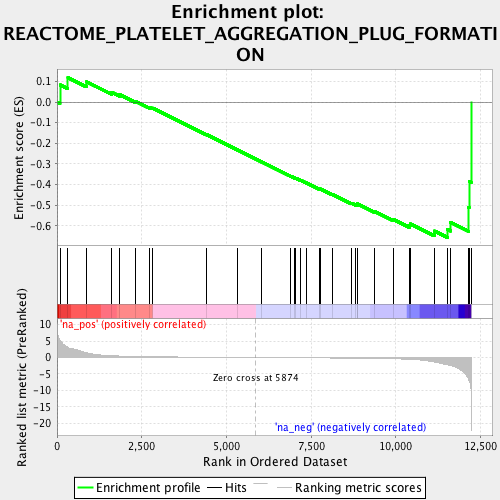 Enrichment plot:
REACTOME_PLATELET_AGGREGATION_PLUG_FORMATI
ON
Enrichment score (ES)
0.1
0.0
-0.1
-0.2
-0.3
-0.4
-0.5
-0.6
'na_pos' (positively correlated)
Ranked list metric (PreRanked)
10
5
0
-5
-10
-15
-20
Zero cross at 5874
'na_neg' (negatively correlated)
0
2,500
5,000
7,500
10,000
12,500
Rank in Ordered Dataset
Enrichment profile
Hits
Ranking metric scores